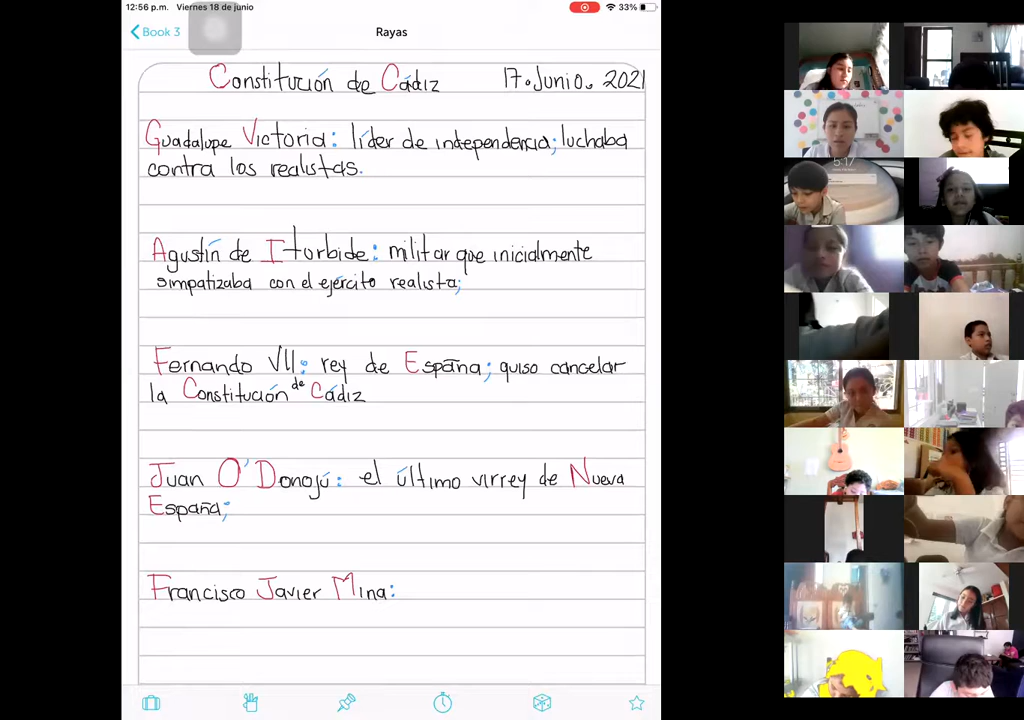 12:56 p.m. Viernes 18 de junio
33%
Book 3
Rayas
Constitución de Cádiz 17.Junio.2021
Guadalupe Victoria: líder de independencia; luchaba
contra los realistas.
Agustín de Iturbide: militar que inicialmente
simpatizaba con el ejército realista;
Fernando VII: rey de España; quiso cancelar
la Constitución de Cádiz
Juan O'Donojú: el último virrey de Nueva
España;
Francisco Javier Mina:
5:17